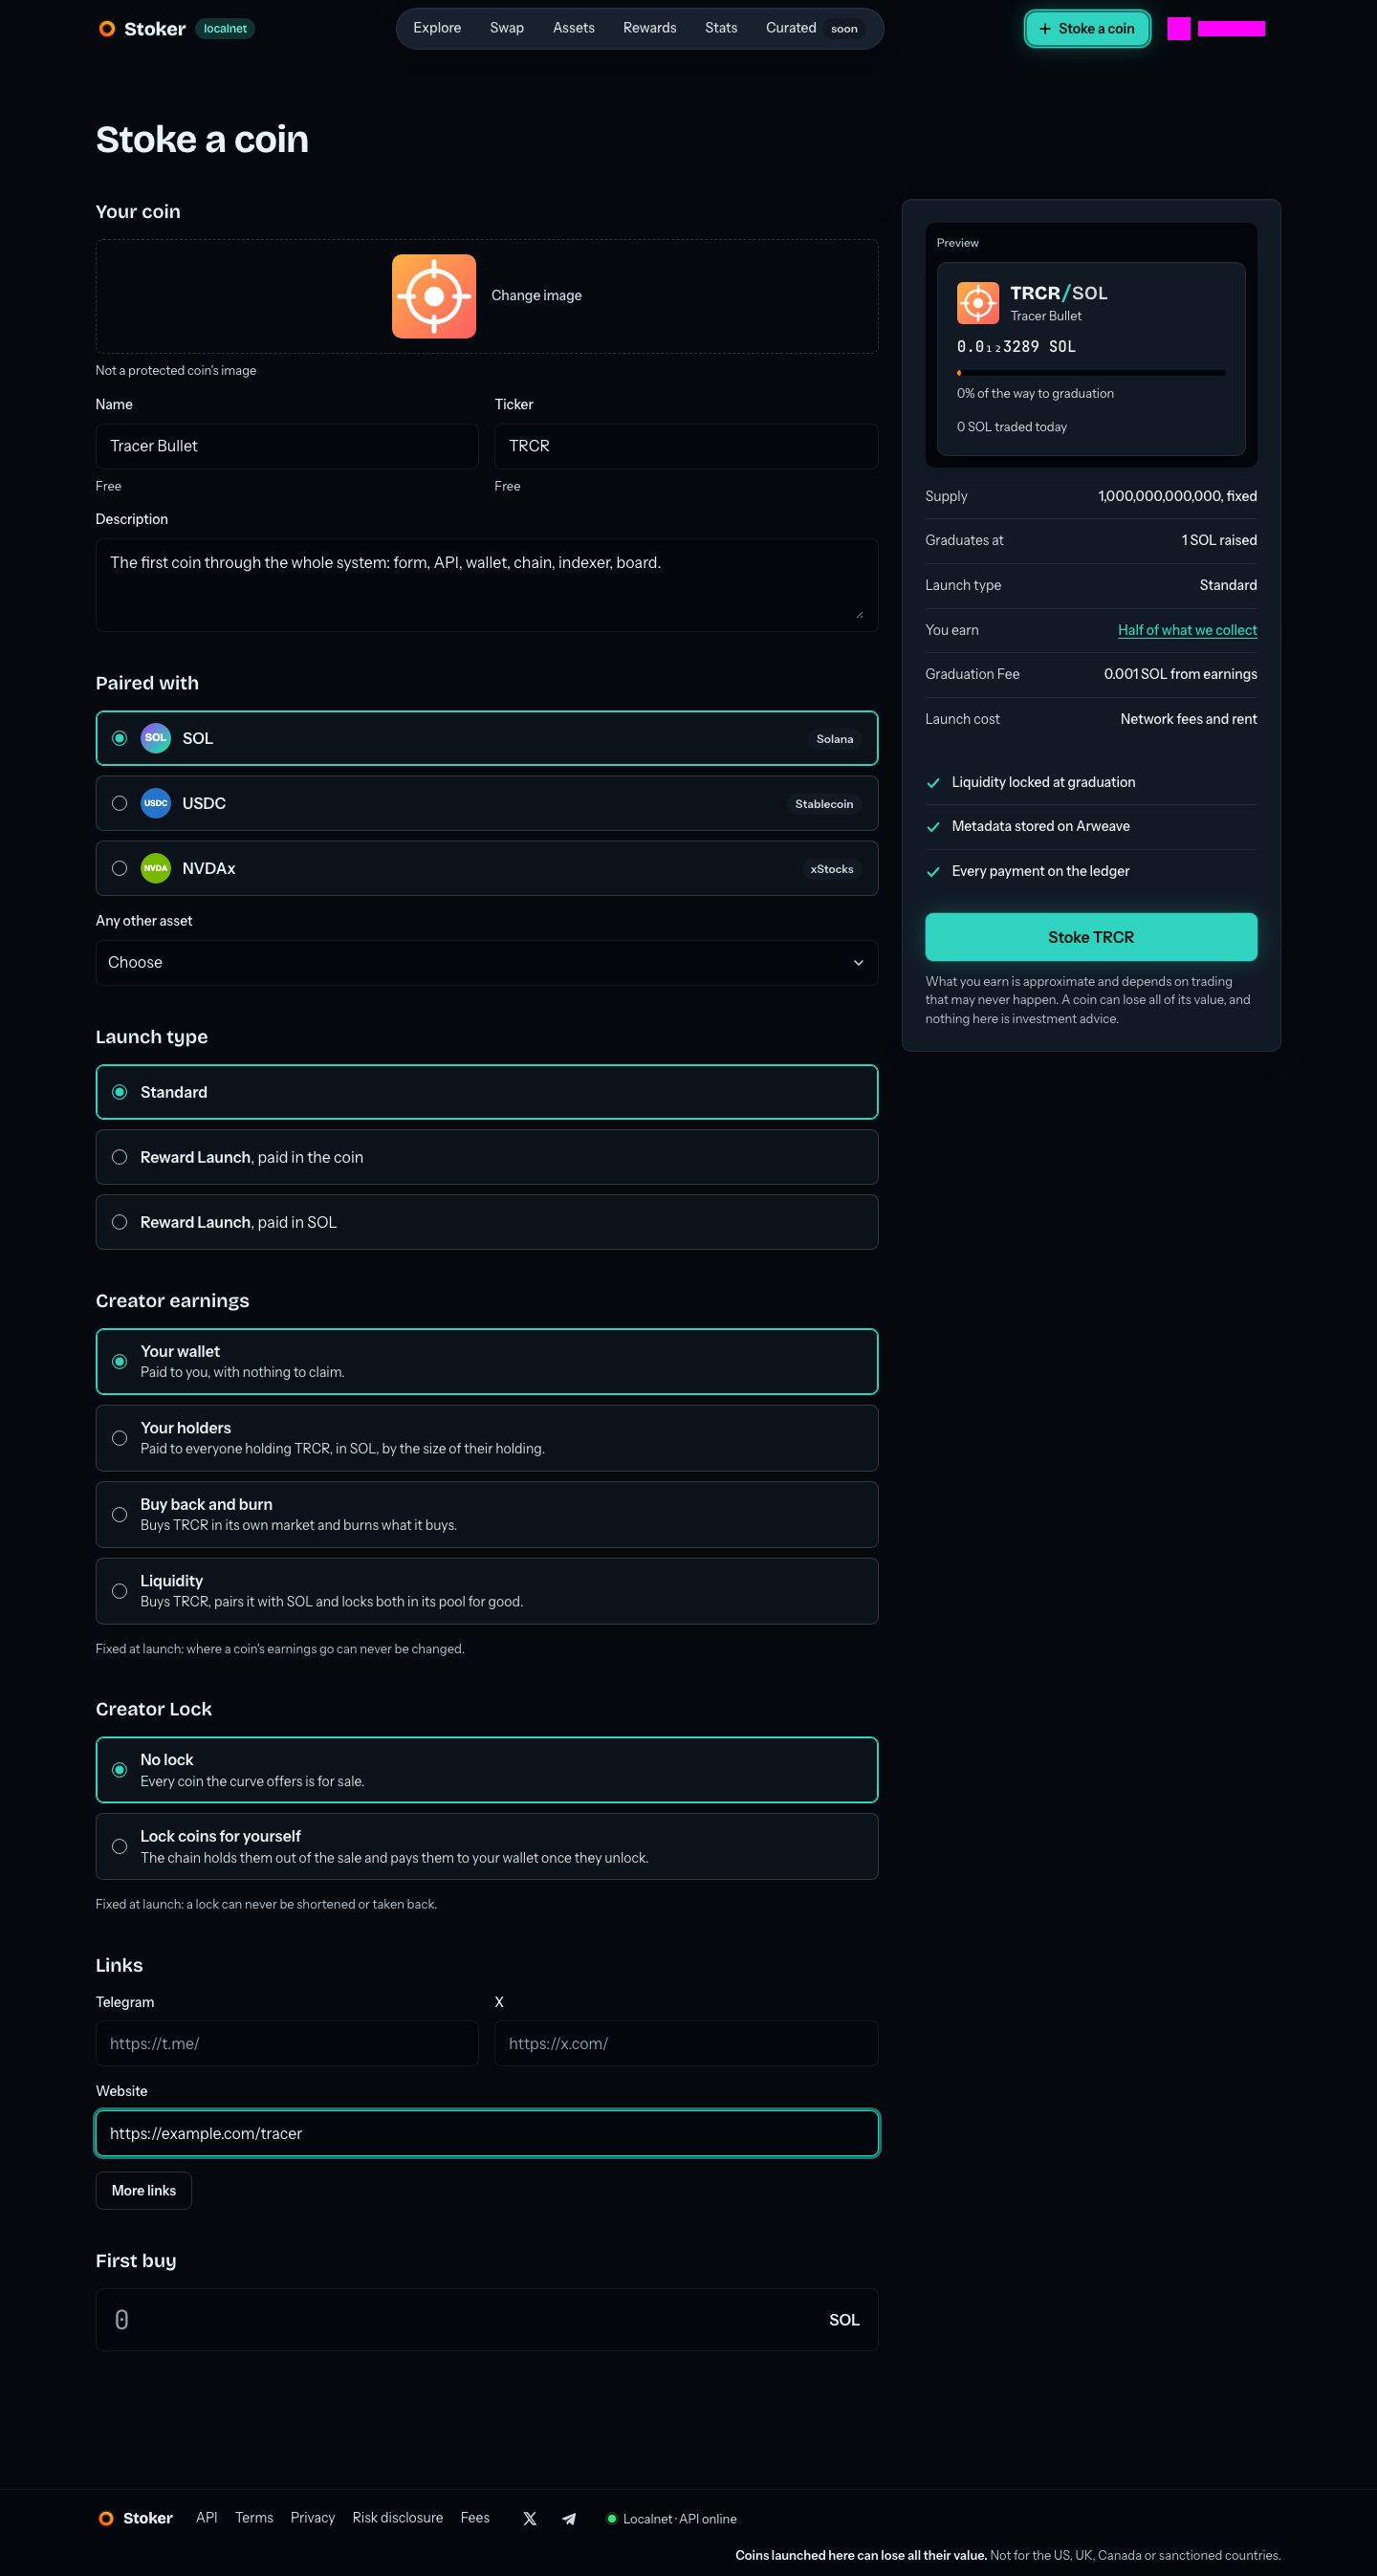 Stoker localnet
Explore Swap Assets Rewards Stats Curated soon
+ Stoke a coin
Stoke a coin
Your coin
Change image
Not a protected coin's image
Name
Ticker
Tracer Bullet
TRCR
Free
Free
Description
The first coin through the whole system: form, API, wallet, chain, indexer, board.
Paired with
SOL SOL Solana
USDC USDC Stablecoin
NVDA NVDAx xStocks
Any other asset
Choose
Launch type
Standard
Reward Launch, paid in the coin
Reward Launch, paid in SOL
Creator earnings
Your wallet
Paid to you, with nothing to claim.
Your holders
Paid to everyone holding TRCR, in SOL, by the size of their holding.
Buy back and burn
Buys TRCR in its own market and burns what it buys.
Liquidity
Buys TRCR, pairs it with SOL and locks both in its pool for good.
Fixed at launch: where a coin's earnings go can never be changed.
Creator Lock
No lock
Every coin the curve offers is for sale.
Lock coins for yourself
The chain holds them out of the sale and pays them to your wallet once they unlock.
Fixed at launch: a lock can never be shortened or taken back.
Links
Telegram
X
https://t.me/
https://x.com/
Website
https://example.com/tracer
More links
First buy
0 SOL
Preview
TRCR/SOL
Tracer Bullet
0.0₁₂3289 SOL
0% of the way to graduation
0 SOL traded today
Supply 1,000,000,000,000, fixed
Graduates at 1 SOL raised
Launch type Standard
You earn Half of what we collect
Graduation Fee 0.001 SOL from earnings
Launch cost Network fees and rent
Liquidity locked at graduation
Metadata stored on Arweave
Every payment on the ledger
Stoke TRCR
What you earn is approximate and depends on trading
that may never happen. A coin can lose all of its value, and
nothing here is investment advice.
Stoker API Terms Privacy Risk disclosure Fees Localnet · API online
Coins launched here can lose all their value. Not for the US, UK, Canada or sanctioned countries.